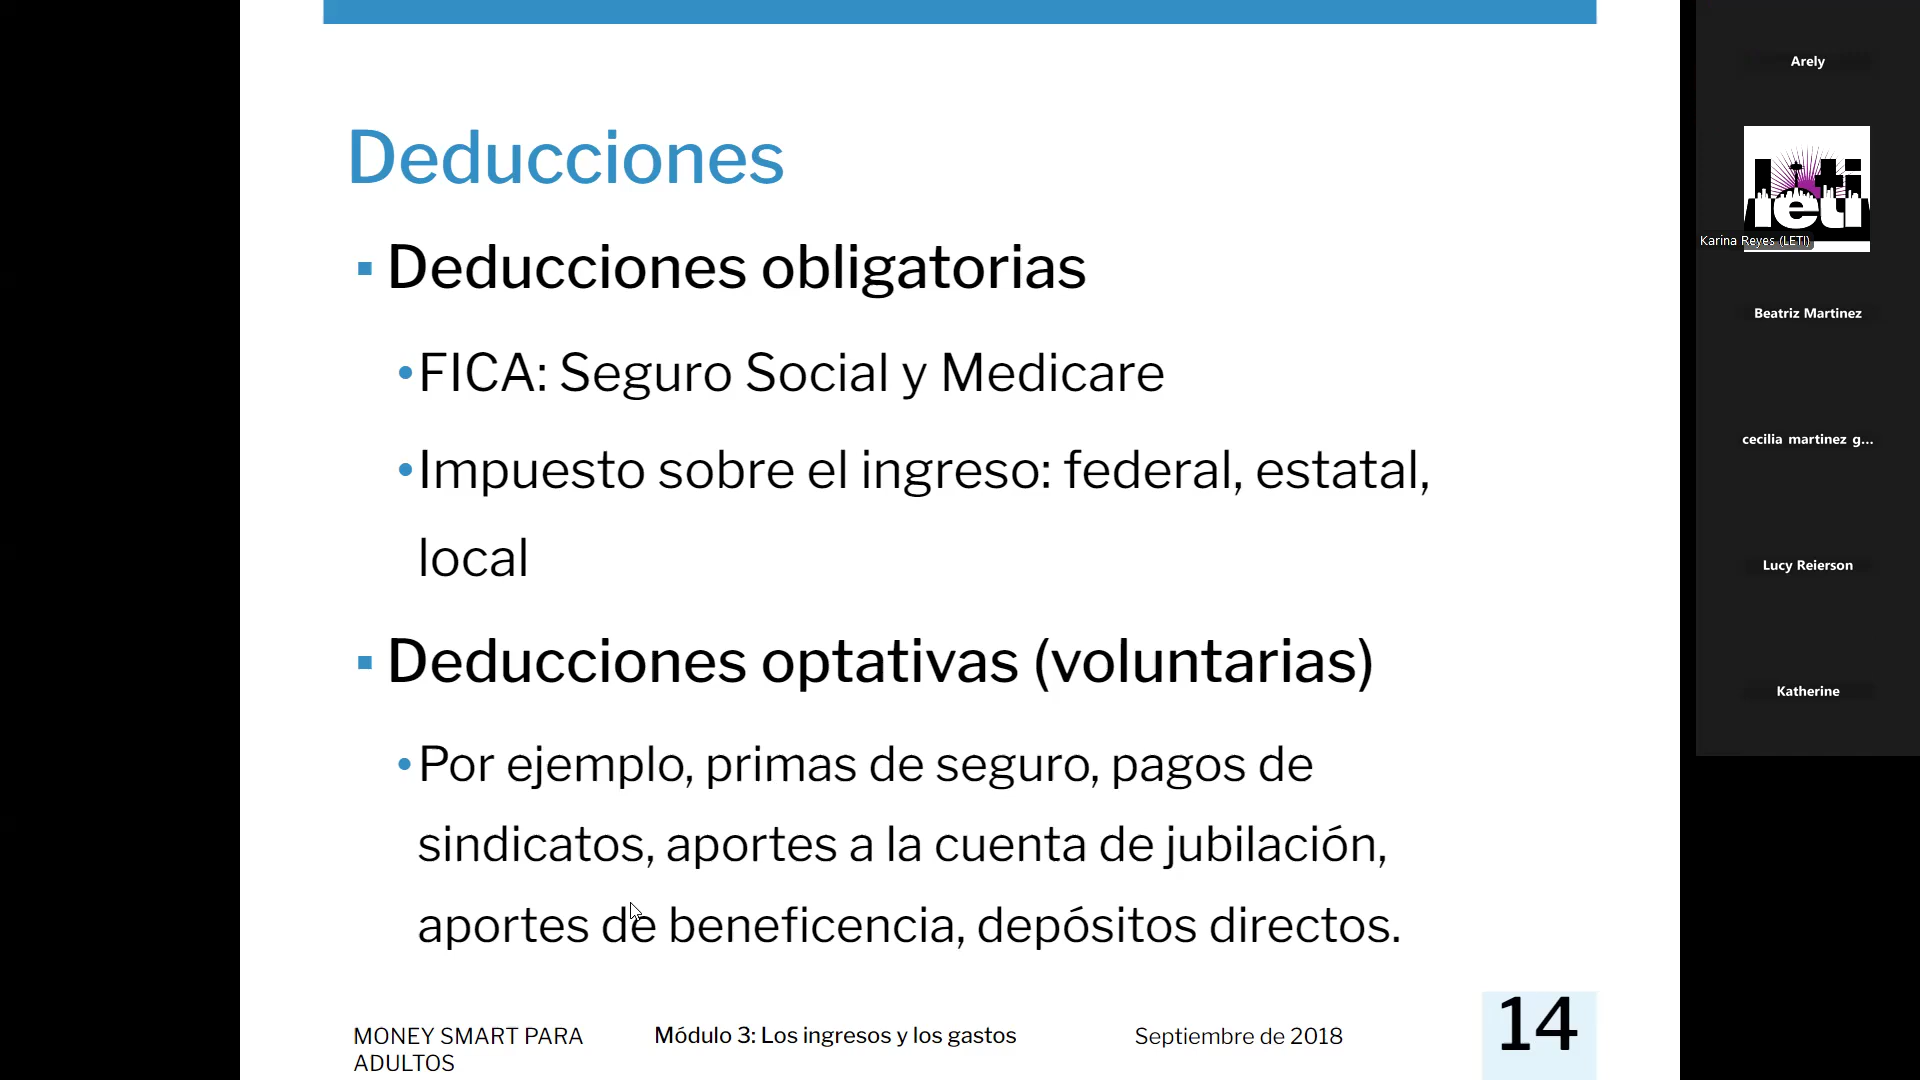 Deducciones
▪ Deducciones obligatorias
•FICA: Seguro Social y Medicare
•Impuesto sobre el ingreso: federal, estatal,
local
▪ Deducciones optativas (voluntarias)
•Por ejemplo, primas de seguro, pagos de
sindicatos, aportes a la cuenta de jubilación,
aportes de beneficencia, depósitos directos.
MONEY SMART PARA
ADULTOS
Módulo 3: Los ingresos y los gastos
Septiembre de 2018
14
Arely
leti
Karina Reyes (LETI)
Beatriz Martinez
cecilia martinez g...
Lucy Reierson
Katherine